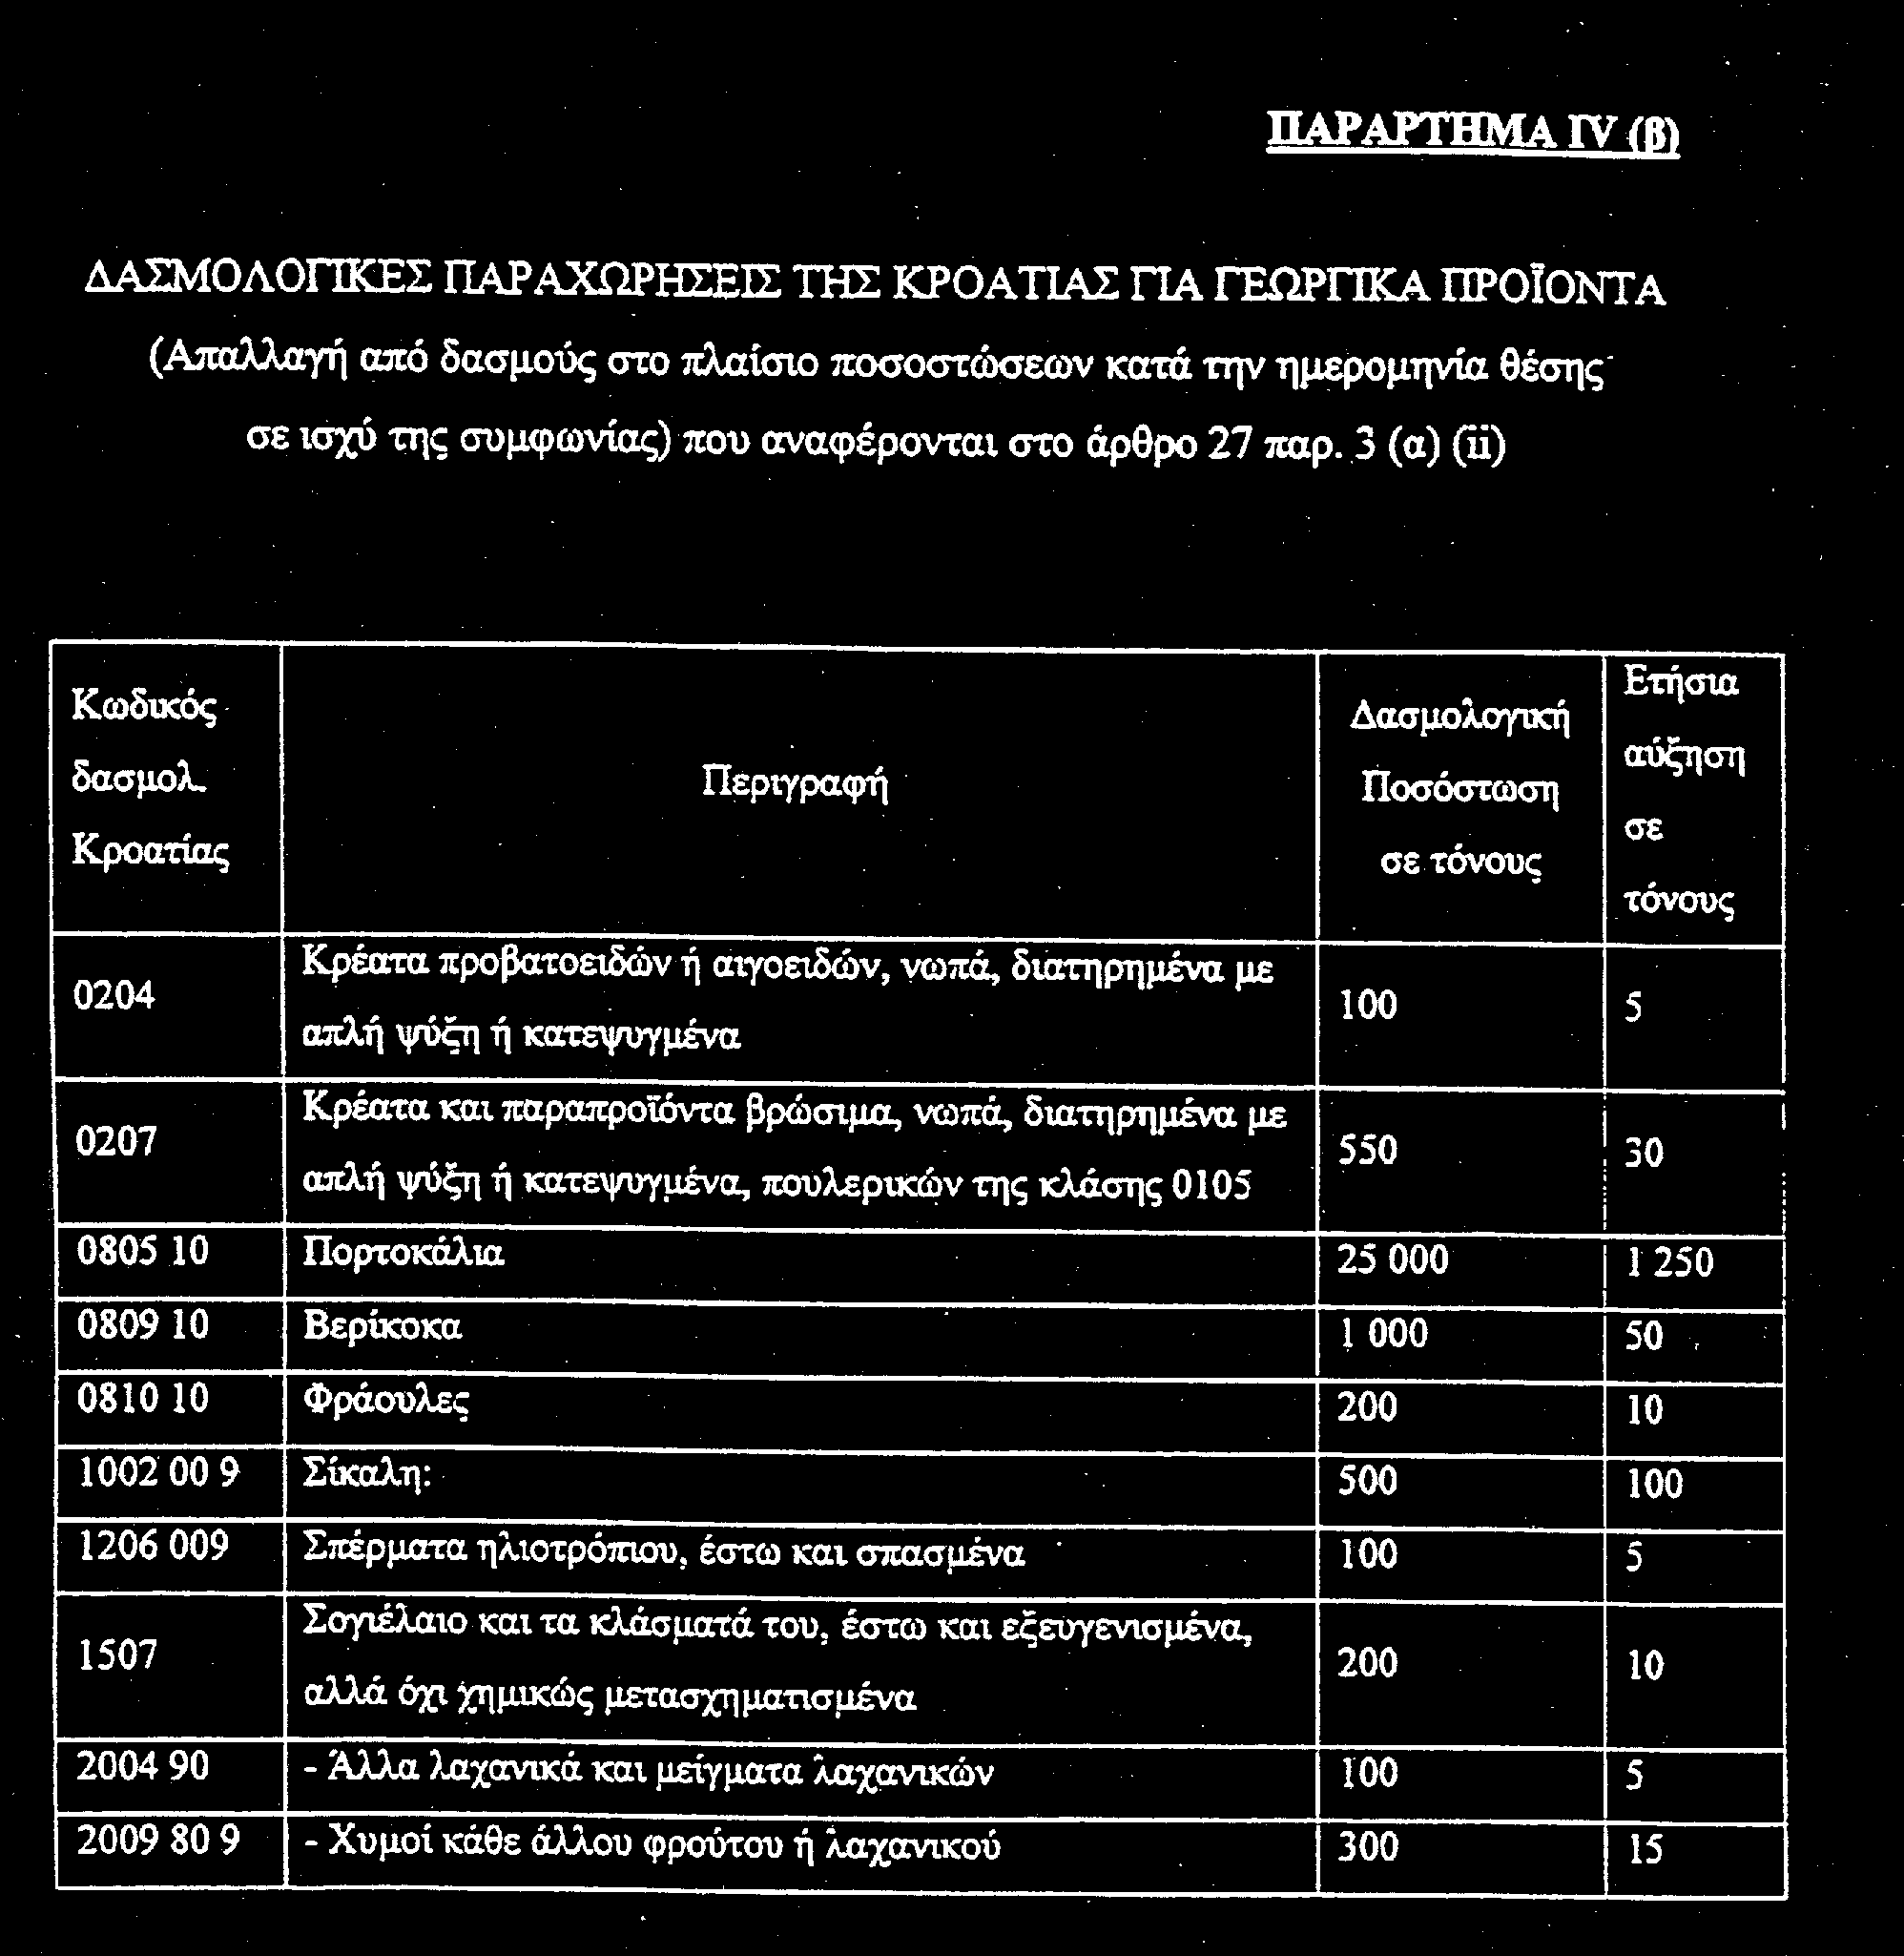 ΠΑΡΑΡΤΗΜΑ IV (β)
ΔΑΣΜΟΛΟΓΙΚΕΣ ΠΑΡΑΧΩΡΗΣΕΙΣ ΤΗΣ ΚΡΟΑΤΙΑΣ ΓΙΑ ΓΕΩΡΓΙΚΑ ΠΡΟΪΟΝΤΑ
(Απαλλαγή από δασμούς στο πλαίσιο ποσοστώσεων κατά την ημερομηνία θέσης
σε ισχύ της συμφωνίας) που αναφέρονται στο άρθρο 27 παρ. 3 (α) (ii)
Κωδικός
δασμολ.
Κροατίας
Περιγραφή
Δασμολογική
Ποσόστωση
σε τόνους
Ετήσια
αύξηση
σε
τόνους
0204
Κρέατα προβατοειδών ή αιγοειδών, νωπά, διατηρημένα με
απλή ψύξη ή κατεψυγμένα
100
5
0207
Κρέατα και παραπροϊόντα βρώσιμα, νωπά, διατηρημένα με
απλή ψύξη ή κατεψυγμένα, πουλερικών της κλάσης 0105
550
30
0805 10 Πορτοκάλια 25 000 1 250
0809 10 Βερίκοκα 1 000 50
0810 10 Φράουλες 200 10
1002 00 9 Σίκαλη: 500 100
1206 009 Σπέρματα ηλιοτρόπιου, έστω και σπασμένα 100 5
1507
Σογιέλαιο και τα κλάσματά του, έστω και εξευγενισμένα,
αλλά όχι χημικώς μετασχηματισμένα
200
10
2004 90 - Άλλα λαχανικά και μείγματα λαχανικών 100 5
2009 80 9 - Χυμοί κάθε άλλου φρούτου ή λαχανικού 300 15